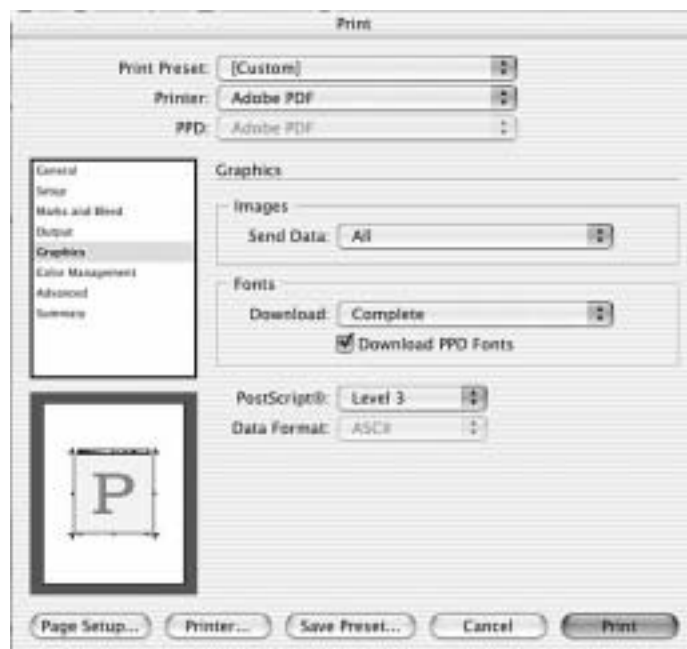 Print
Print Preset: [Custom]
Printer: Adobe PDF
PPD: Adobe PDF
General
Setup
Marks and Bleed
Output
Graphics
Color Management
Advanced
Summary
Graphics
Images
Send Data: All
Fonts
Download: Complete
Download PPD Fonts
PostScript®: Level 3
Data Format: ASCII
P
Page Setup... Printer... Save Preset... Cancel Print